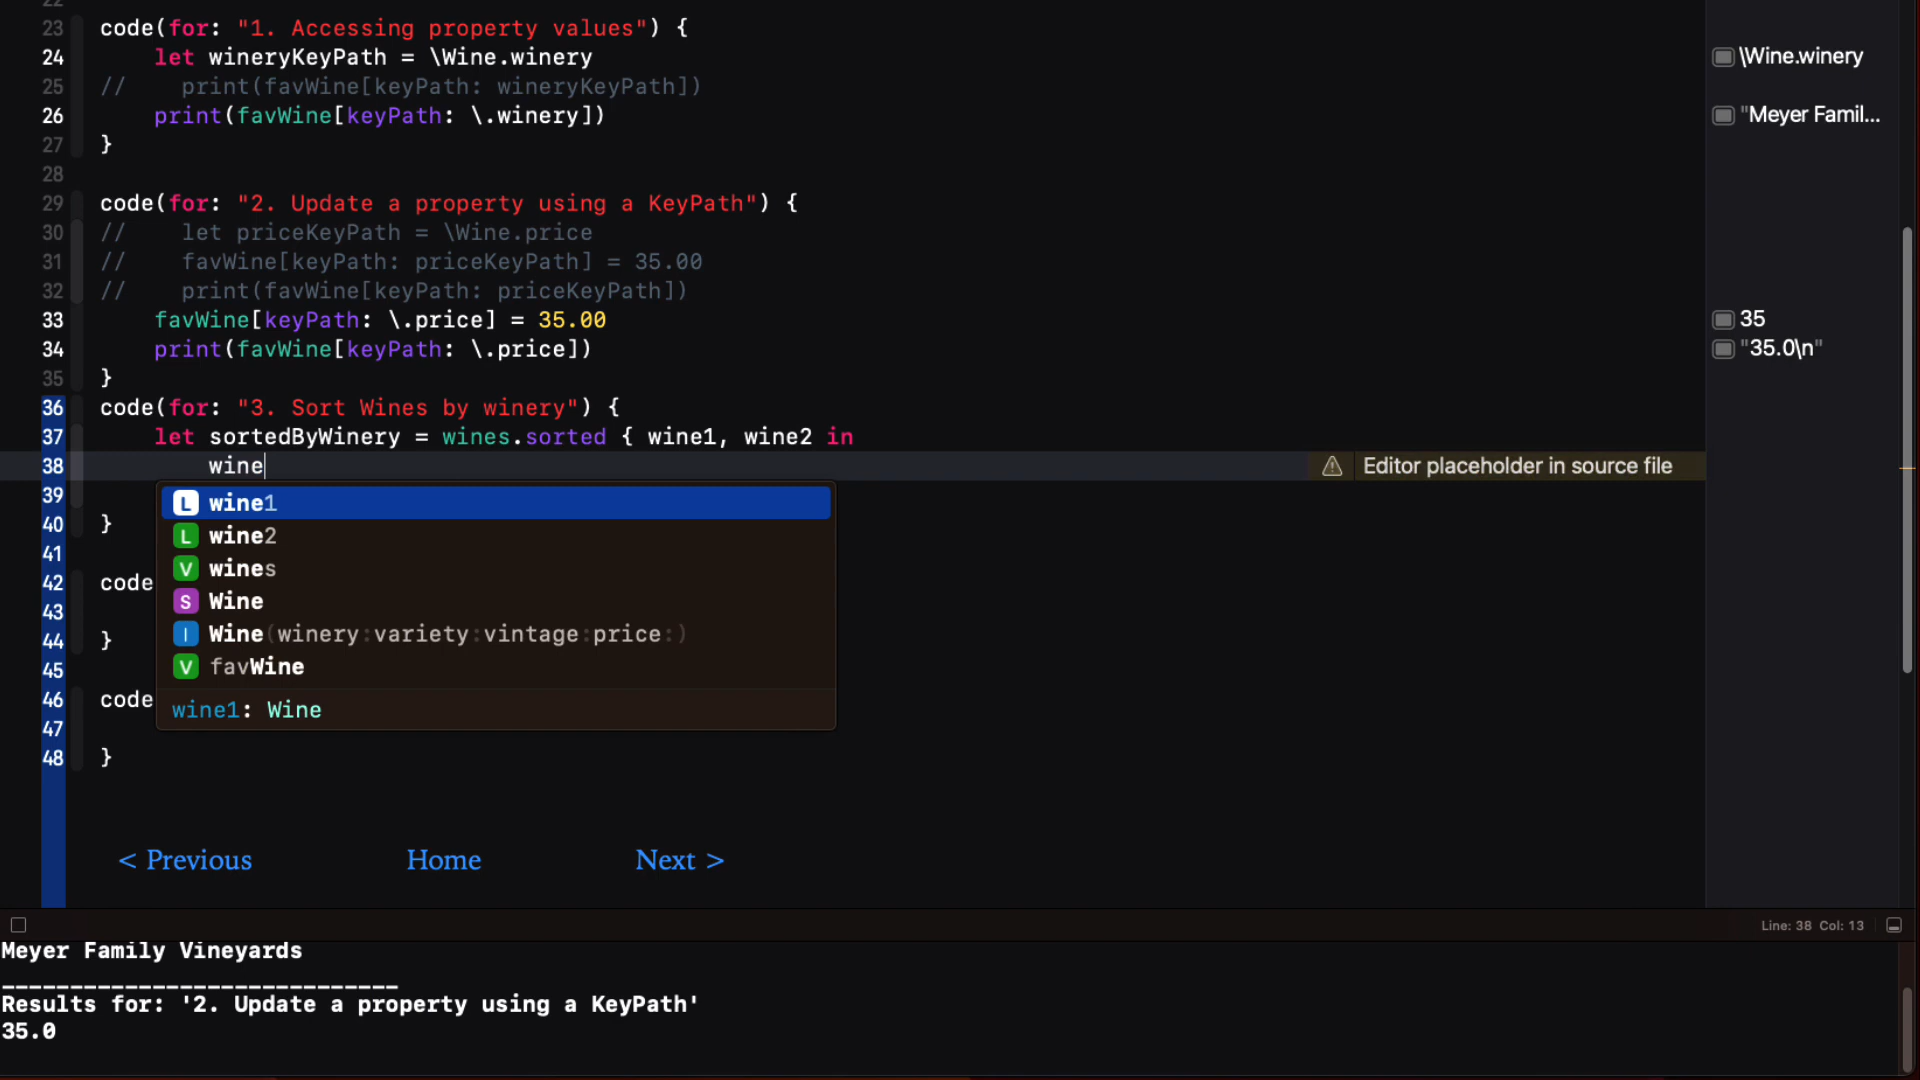 22
23 code(for: "1. Accessing property values") {
24 let wineryKeyPath = \Wine.winery
\Wine.winery
25 // print(favWine[keyPath: wineryKeyPath])
26 print(favWine[keyPath: \.winery])
"Meyer Famil...
27 }
28
29 code(for: "2. Update a property using a KeyPath") {
30 // let priceKeyPath = \Wine.price
31 // favWine[keyPath: priceKeyPath] = 35.00
32 // print(favWine[keyPath: priceKeyPath])
33 favWine[keyPath: \.price] = 35.00
35
34 print(favWine[keyPath: \.price])
"35.0\n"
35 }
36 code(for: "3. Sort Wines by winery") {
37 let sortedByWinery = wines.sorted { wine1, wine2 in
38 wine
Editor placeholder in source file
39
40 }
41
42 code
43
44 }
45
46 code
47
48 }
L wine1
L wine2
V wines
S Wine
I Wine(winery:variety:vintage:price:)
V favWine
wine1: Wine
< Previous
Home
Next >
Line: 38 Col: 13
Meyer Family Vineyards
_____________________________
Results for: '2. Update a property using a KeyPath'
35.0